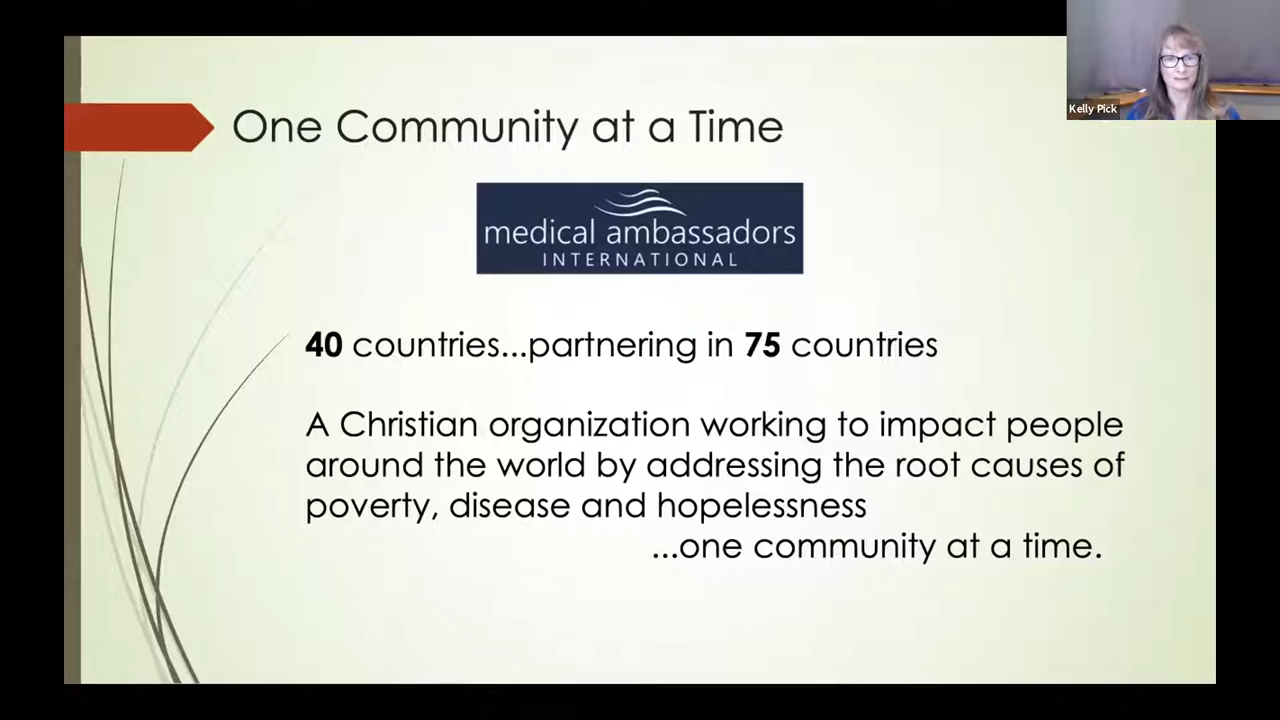 One Community at a Time
Kelly Pick
medical ambassadors
INTERNATIONAL
40 countries...partnering in 75 countries
A Christian organization working to impact people
around the world by addressing the root causes of
poverty, disease and hopelessness
...one community at a time.